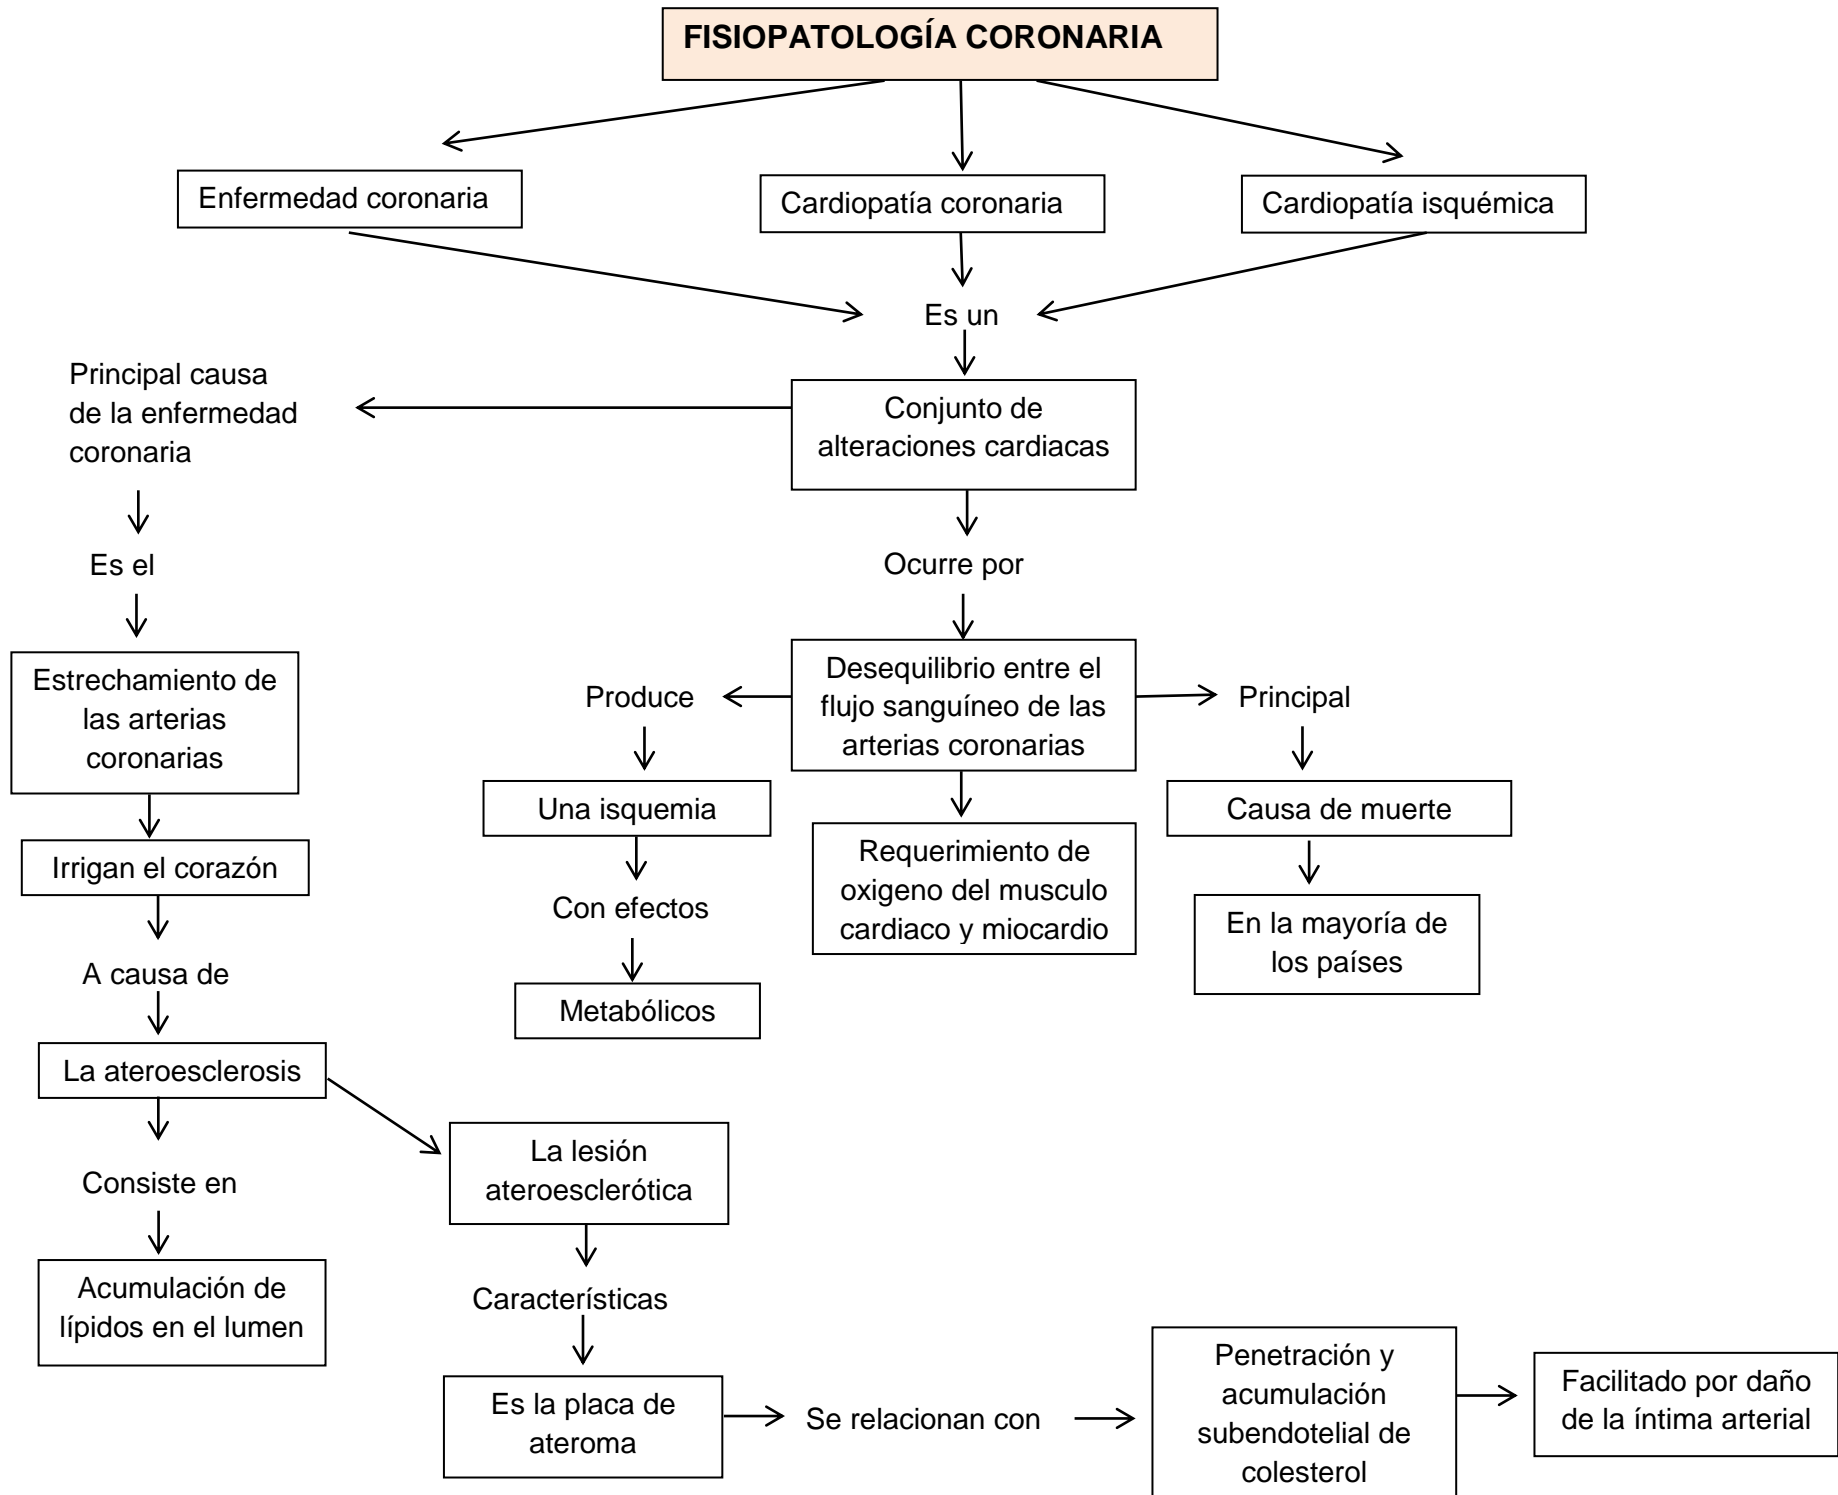 FISIOPATOLOGÍA CORONARIA
Enfermedad coronaria
Cardiopatía coronaria
Cardiopatía isquémica
Es un
Principal causa
de la enfermedad
coronaria
Conjunto de
alteraciones cardiacas
Es el
Ocurre por
Estrechamiento de
las arterias
coronarias
Produce
Desequilibrio entre el
flujo sanguíneo de las
arterias coronarias
Principal
Una isquemia
Causa de muerte
Irrigan el corazón
Requerimiento de
oxigeno del musculo
cardiaco y miocardio
Con efectos
En la mayoría de
los países
A causa de
Metabólicos
La ateroesclerosis
La lesión
ateroesclerótica
Consiste en
Acumulación de
lípidos en el lumen
Características
Es la placa de
ateroma
Se relacionan con
Penetración y
acumulación
subendotelial de
colesterol
Facilitado por daño
de la íntima arterial